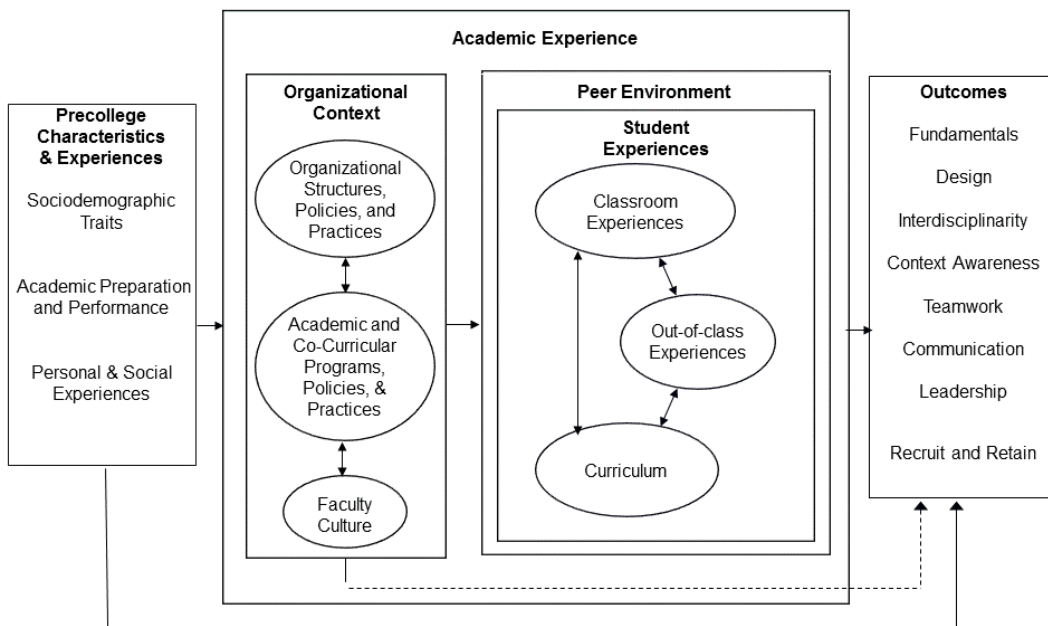 Academic Experience
Precollege
Characteristics
& Experiences
Sociodemographic
Traits
Academic Preparation
and Performance
Personal & Social
Experiences
Organizational
Context
Organizational
Structures,
Policies, and
Practices
Academic and
Co-Curricular
Programs,
Policies, &
Practices
Faculty
Culture
Peer Environment
Student
Experiences
Classroom
Experiences
Out-of-class
Experiences
Curriculum
Outcomes
Fundamentals
Design
Interdisciplinarity
Context Awareness
Teamwork
Communication
Leadership
Recruit and Retain